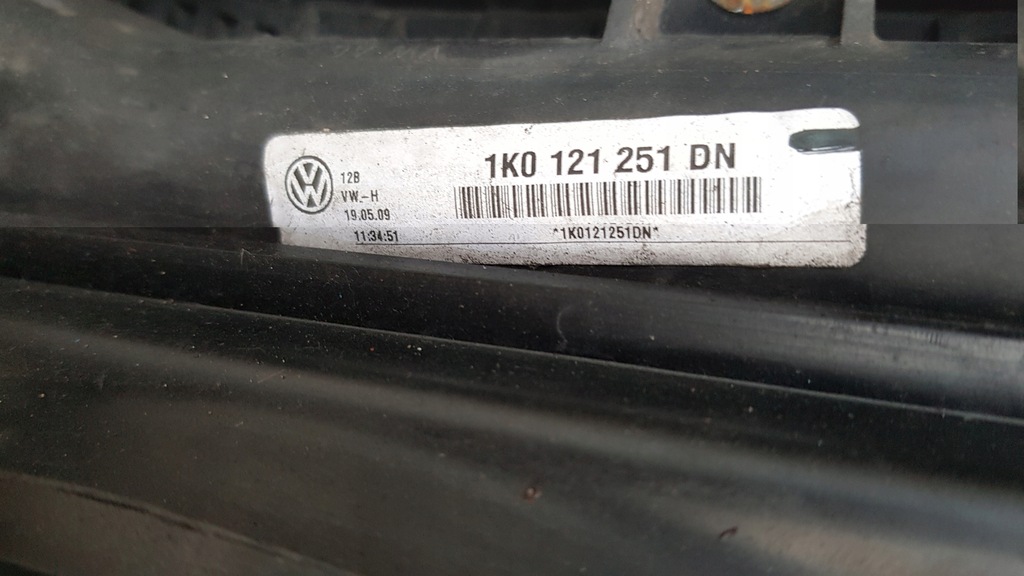 1K0 121 251 DN
12B
VW.-H
19.05.09
11:34:51
*1K0121251DN*